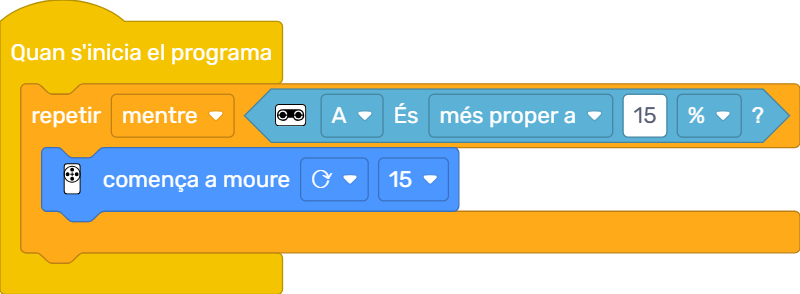 Quan s'inicia el programa
repetir mentre A És més proper a 15 % ?
comença a moure 15